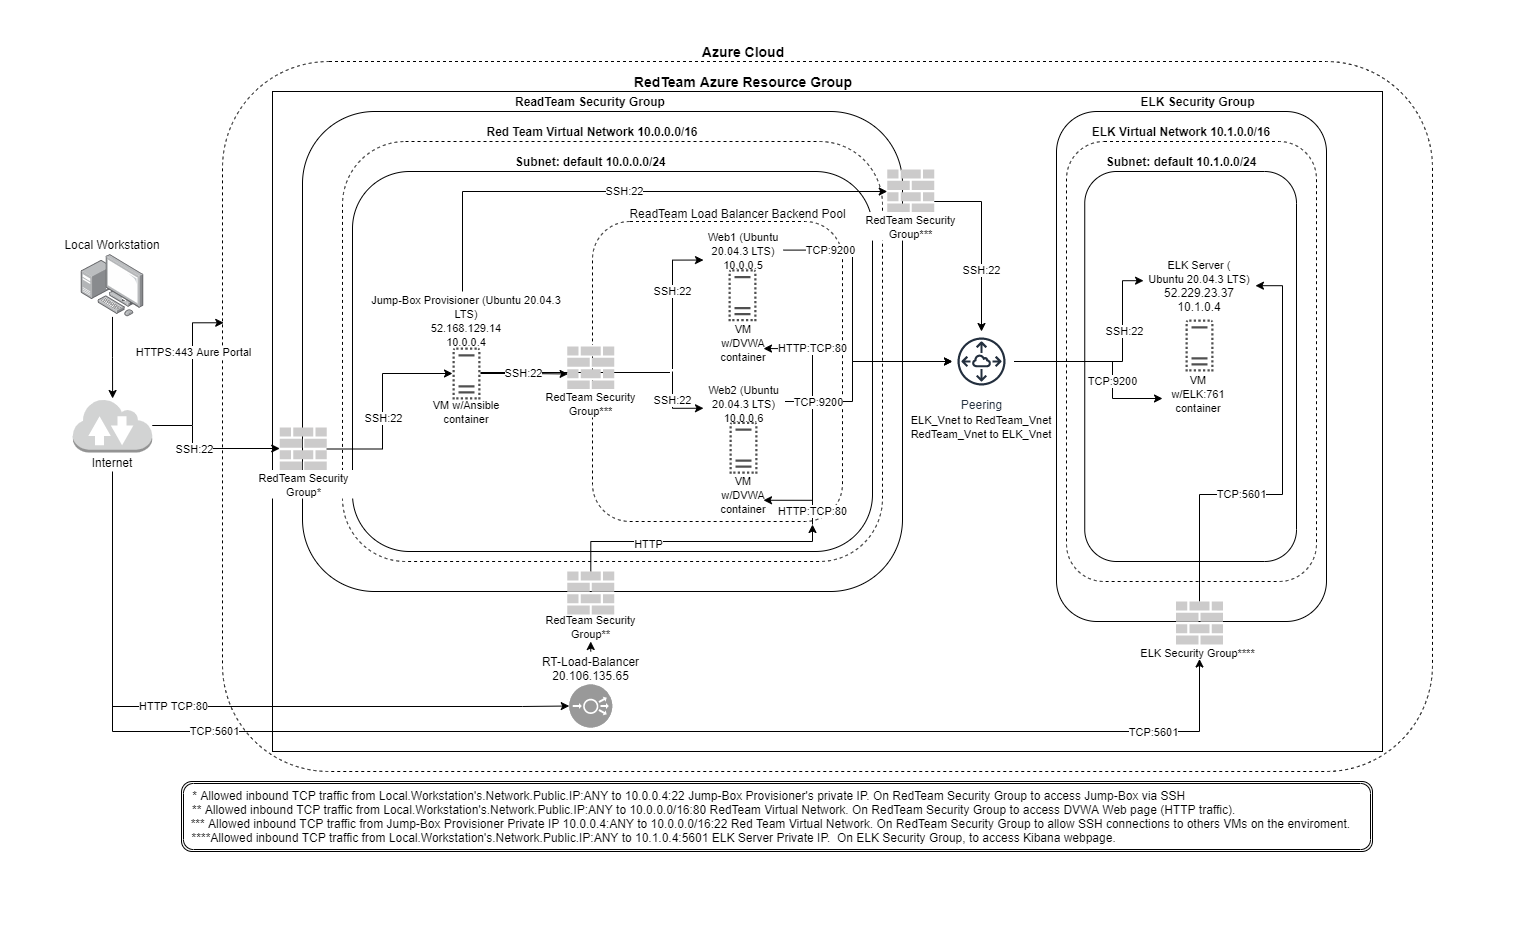 Azure Cloud
RedTeam Azure Resource Group
ReadTeam Security Group
ELK Security Group
Red Team Virtual Network 10.0.0.0/16
ELK Virtual Network 10.1.0.0/16
Subnet: default 10.0.0.0/24
Subnet: default 10.1.0.0/24
SSH:22
ReadTeam Load Balancer Backend Pool
RedTeam Security
Group***
Local Workstation
Web1 (Ubuntu
20.04.3 LTS)
10.0.0.5
TCP:9200
SSH:22
SSH:22
ELK Server (
Ubuntu 20.04.3 LTS)
52.229.23.37
10.1.0.4
Jump-Box Provisioner (Ubuntu 20.04.3
LTS)
52.168.129.14
10.0.0.4
VM
w/DVWA
container
HTTP:TCP:80
SSH:22
HTTPS:443 Aure Portal
SSH:22
RedTeam Security
Group***
SSH:22
TCP:9200
VM
w/ELK:761
container
Web2 (Ubuntu
20.04.3 LTS)
10.0.0.6
TCP:9200
VM w/Ansible
container
SSH:22
Peering
ELK_Vnet to RedTeam_Vnet
RedTeam_Vnet to ELK_Vnet
SSH:22
Internet
RedTeam Security
Group*
VM
w/DVWA
container
HTTP:TCP:80
TCP:5601
HTTP
RedTeam Security
Group**
ELK Security Group****
RT-Load-Balancer
20.106.135.65
HTTP TCP:80
TCP:5601
TCP:5601
* Allowed inbound TCP traffic from Local.Workstation's.Network.Public.IP:ANY to 10.0.0.4:22 Jump-Box Provisioner's private IP. On RedTeam Security Group to access Jump-Box via SSH
** Allowed inbound TCP traffic from Local.Workstation's.Network.Public.IP:ANY to 10.0.0.0/16:80 RedTeam Virtual Network. On RedTeam Security Group to access DVWA Web page (HTTP traffic).
*** Allowed inbound TCP traffic from Jump-Box Provisioner Private IP 10.0.0.4:ANY to 10.0.0.0/16:22 Red Team Virtual Network. On RedTeam Security Group to allow SSH connections to others VMs on the enviroment.
****Allowed inbound TCP traffic from Local.Workstation's.Network.Public.IP:ANY to 10.1.0.4:5601 ELK Server Private IP. On ELK Security Group, to access Kibana webpage.